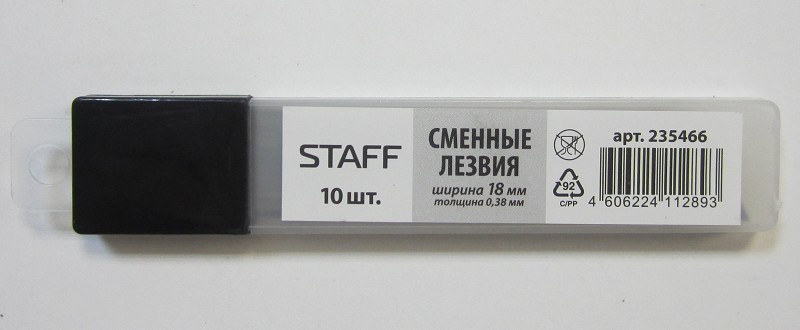 STAFF
10 шт.
СМЕННЫЕ
ЛЕЗВИЯ
ширина 18 мм
толщина 0,38 мм
92
C/PP
арт. 235466
4 606224 112893